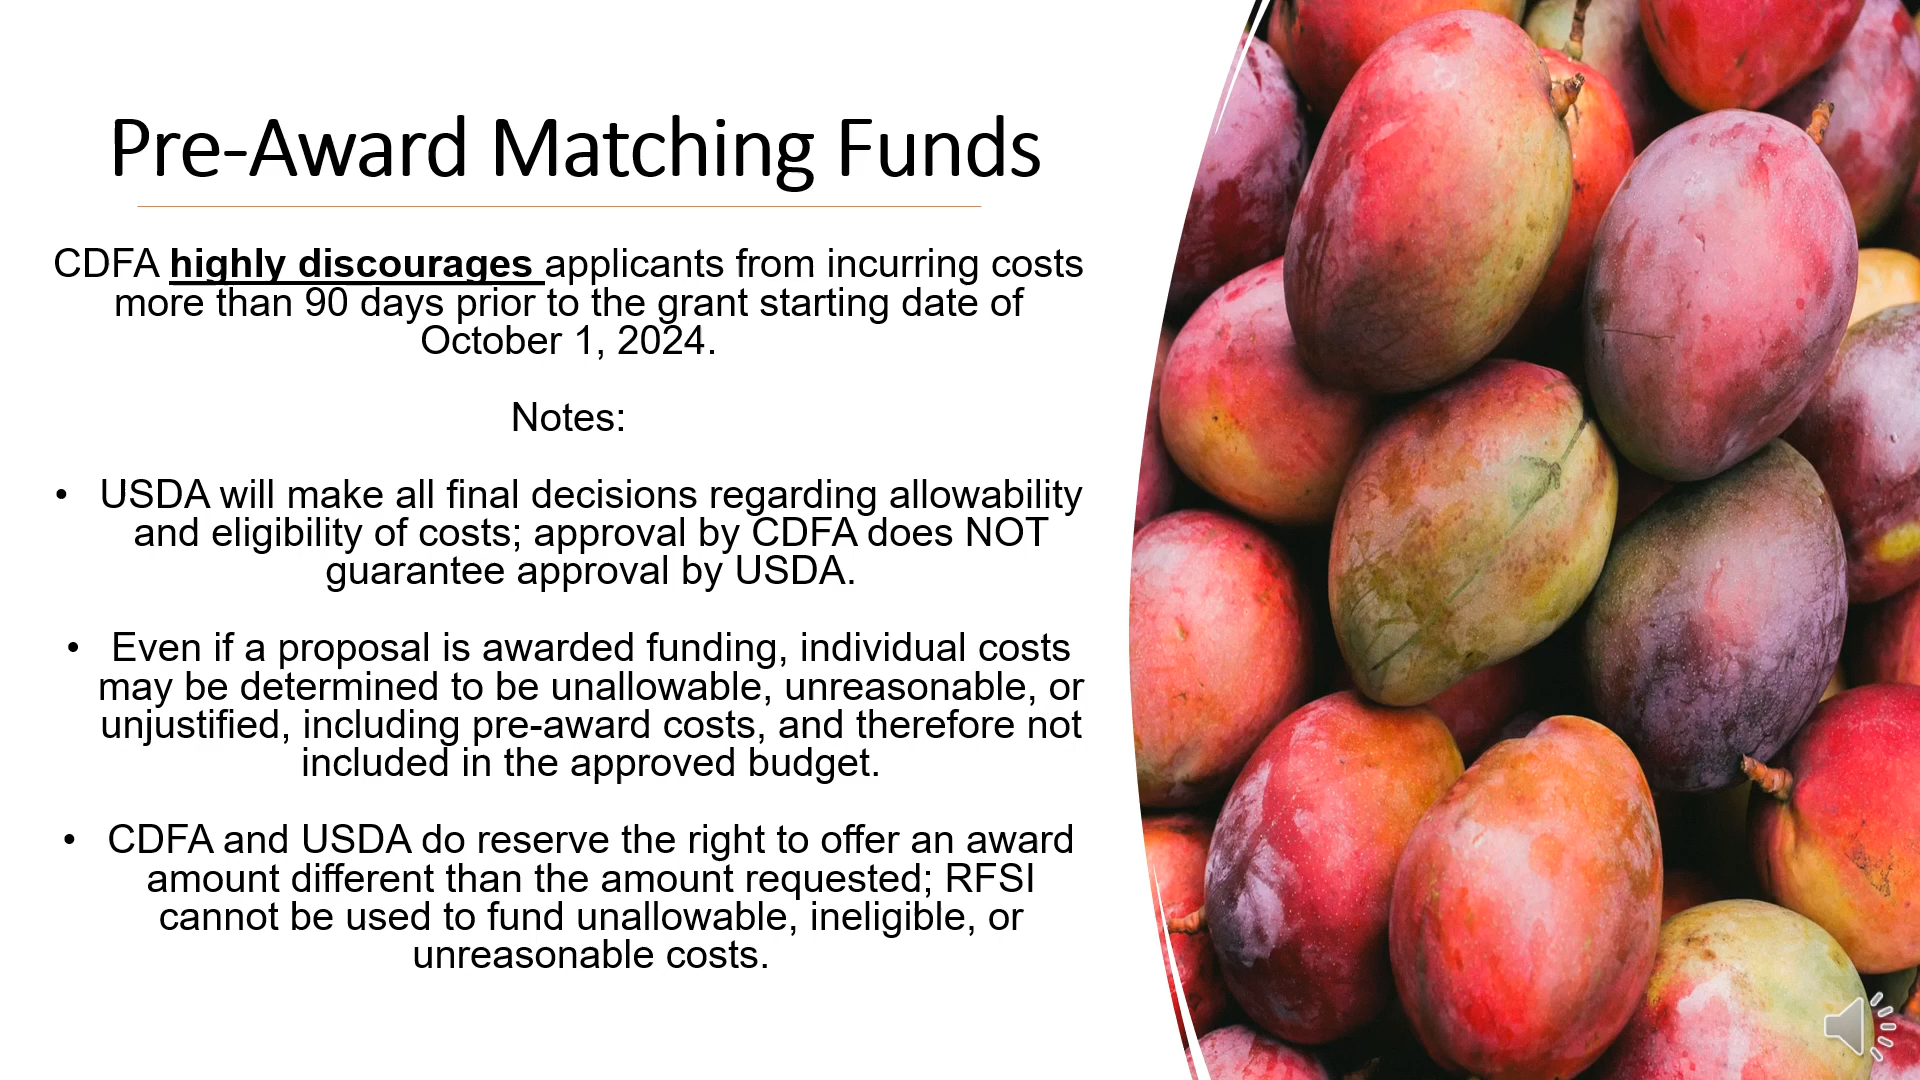 Pre-Award Matching Funds
CDFA highly discourages applicants from incurring costs
more than 90 days prior to the grant starting date of
October 1, 2024.
Notes:
• USDA will make all final decisions regarding allowability
and eligibility of costs; approval by CDFA does NOT
guarantee approval by USDA.
• Even if a proposal is awarded funding, individual costs
may be determined to be unallowable, unreasonable, or
unjustified, including pre-award costs, and therefore not
included in the approved budget.
• CDFA and USDA do reserve the right to offer an award
amount different than the amount requested; RFSI
cannot be used to fund unallowable, ineligible, or
unreasonable costs.